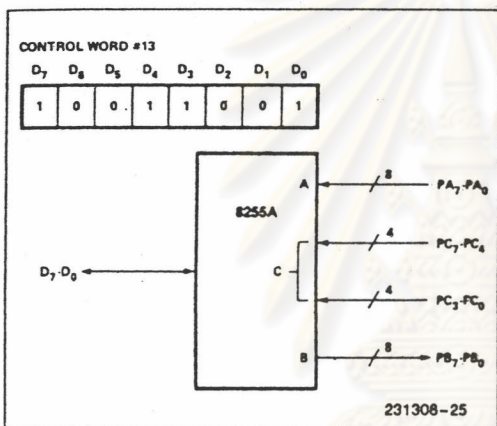 CONTROL WORD #13
D7 D6 D5 D4 D3 D2 D1 D0
1 0 0 1 1 0 0 1
A 8 PA7-PA0
8255A
4 PC7-PC4
D7-D0 C
4 PC3-PC0
B 8 PB7-PB0
231308-25